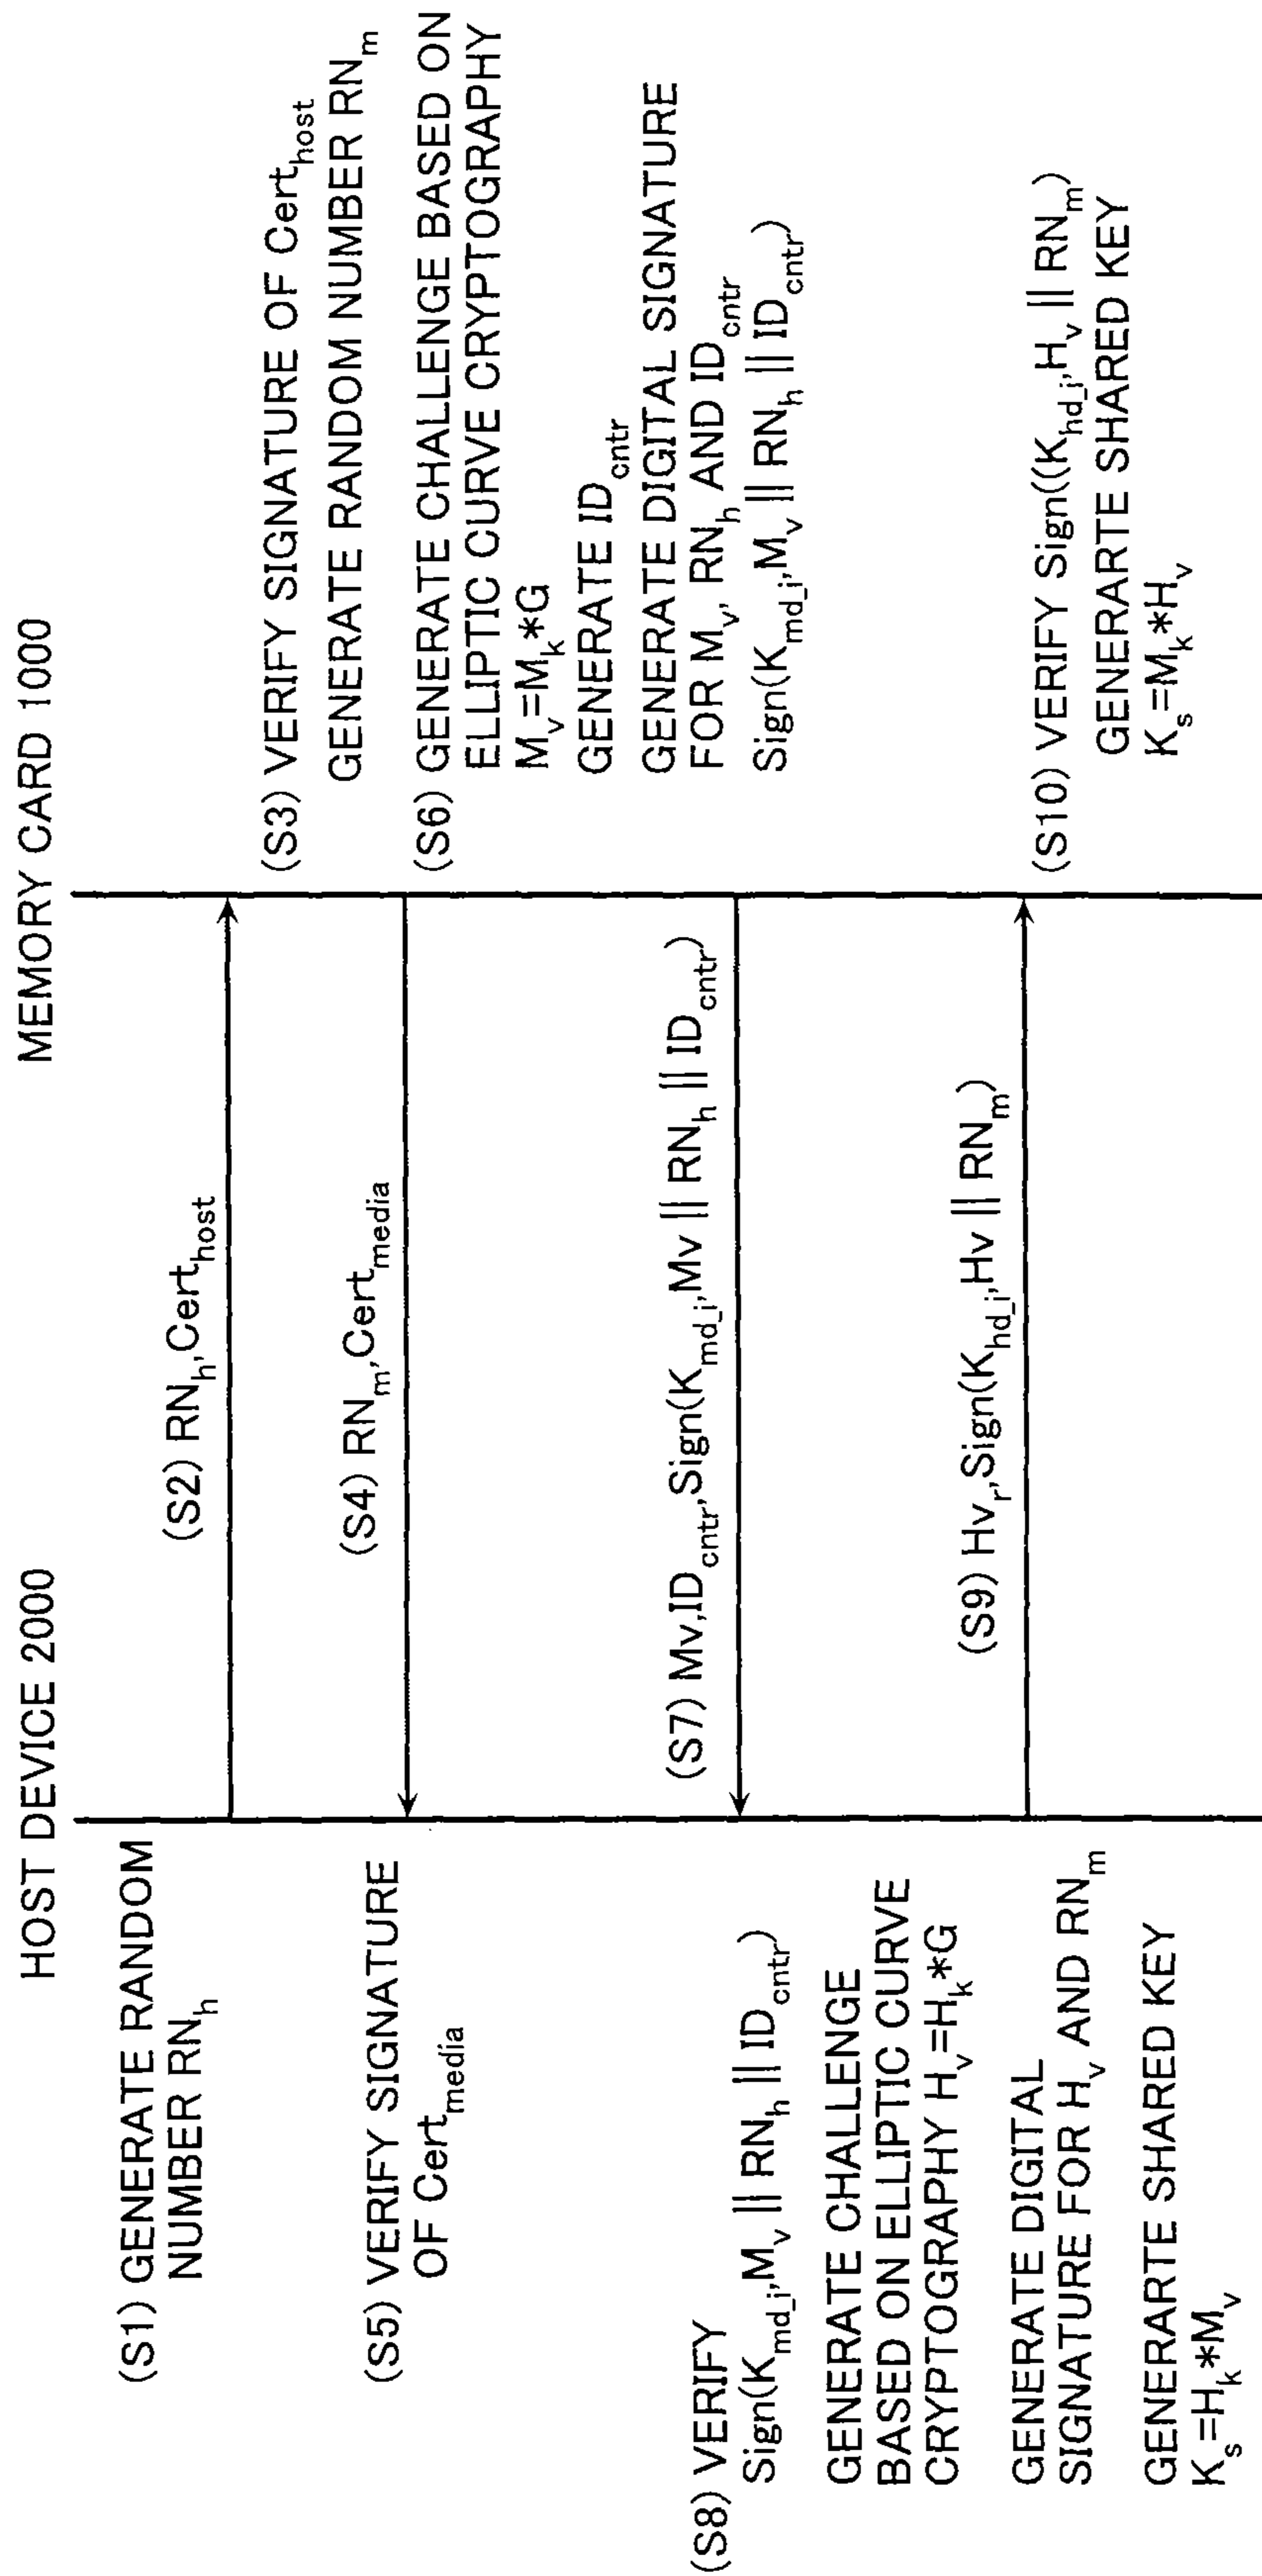 HOST DEVICE 2000
MEMORY CARD 1000
(S1) GENERATE RANDOM
NUMBER RNh
(S2) RNh,Certhost
(S3) VERIFY SIGNATURE OF Certhost
GENERATE RANDOM NUMBER RNm
(S4) RNm,Certmedia
(S5) VERIFY SIGNATURE
OF Certmedia
(S6) GENERATE CHALLENGE BASED ON
ELLIPTIC CURVE CRYPTOGRAPHY
Mv=Mk*G
GENERATE IDcntr
GENERATE DIGITAL SIGNATURE
FOR Mv, RNh AND IDcntr
Sign(Kmd_i,Mv || RNh || IDcntr)
(S7) Mv,IDcntr,Sign(Kmd_i,Mv || RNh || IDcntr)
(S8) VERIFY
Sign(Kmd_i,Mv || RNh || IDcntr)
GENERATE CHALLENGE
BASED ON ELLIPTIC CURVE
CRYPTOGRAPHY Hv=Hk*G
GENERATE DIGITAL
SIGNATURE FOR Hv AND RNm
GENERARTE SHARED KEY
Ks=Hk*Mv
(S9) Hvr,Sign(Khd_i,Hv || RNm)
(S10) VERIFY Sign((Khd_i,Hv || RNm)
GENERARTE SHARED KEY
Ks=Mk*Hv